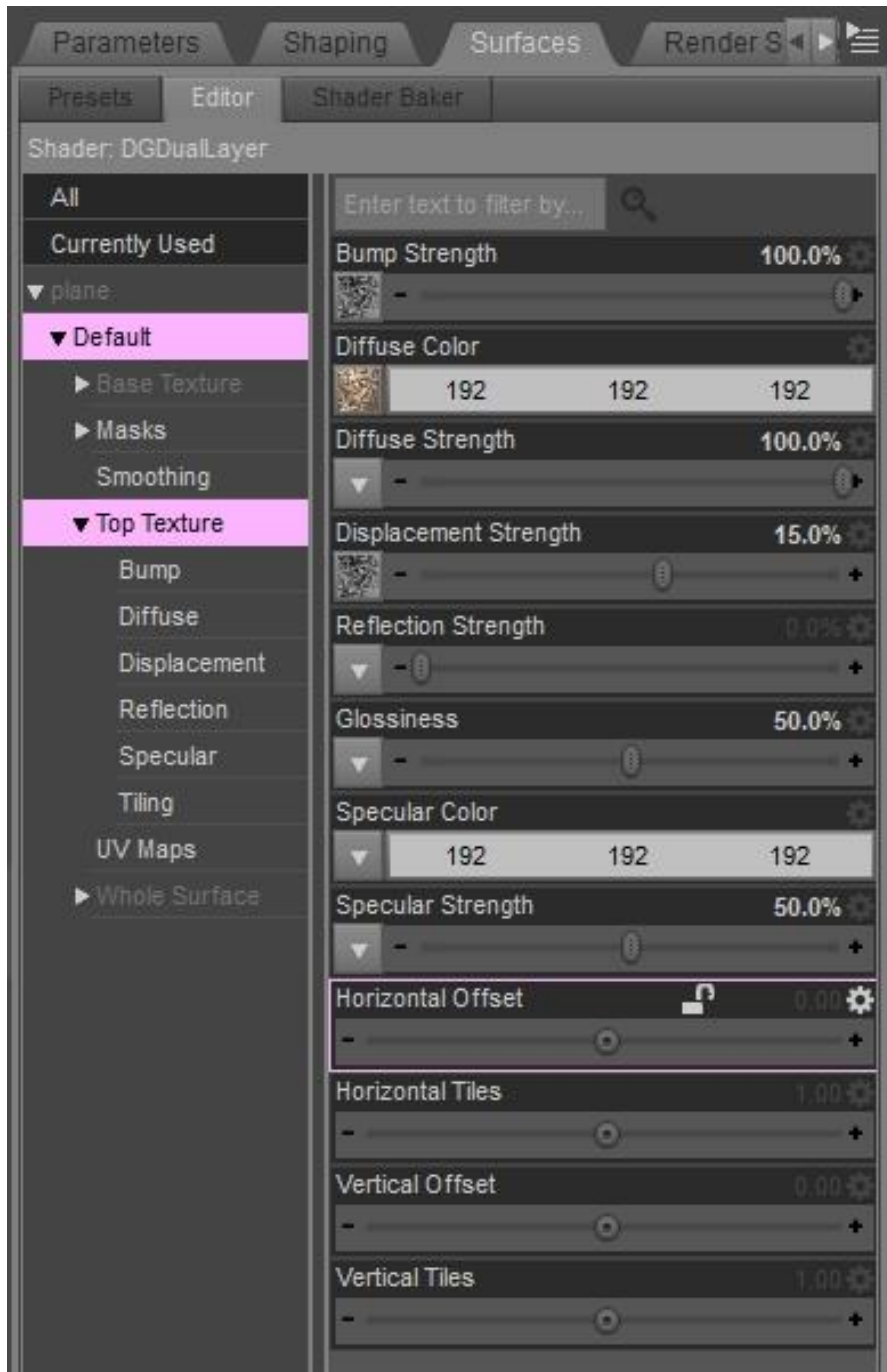 Parameters Shaping Surfaces Render S
Presets Editor Shader Baker
Shader: DGDualLayer
All
Currently Used
plane
Default
Base Texture
Masks
Smoothing
Top Texture
Bump
Diffuse
Displacement
Reflection
Specular
Tiling
UV Maps
Whole Surface
Enter text to filter by...
Bump Strength 100.0%
Diffuse Color
192 192 192
Diffuse Strength 100.0%
Displacement Strength 15.0%
Reflection Strength 0.0%
Glossiness 50.0%
Specular Color
192 192 192
Specular Strength 50.0%
Horizontal Offset 0.00
Horizontal Tiles 1.00
Vertical Offset 0.00
Vertical Tiles 1.00